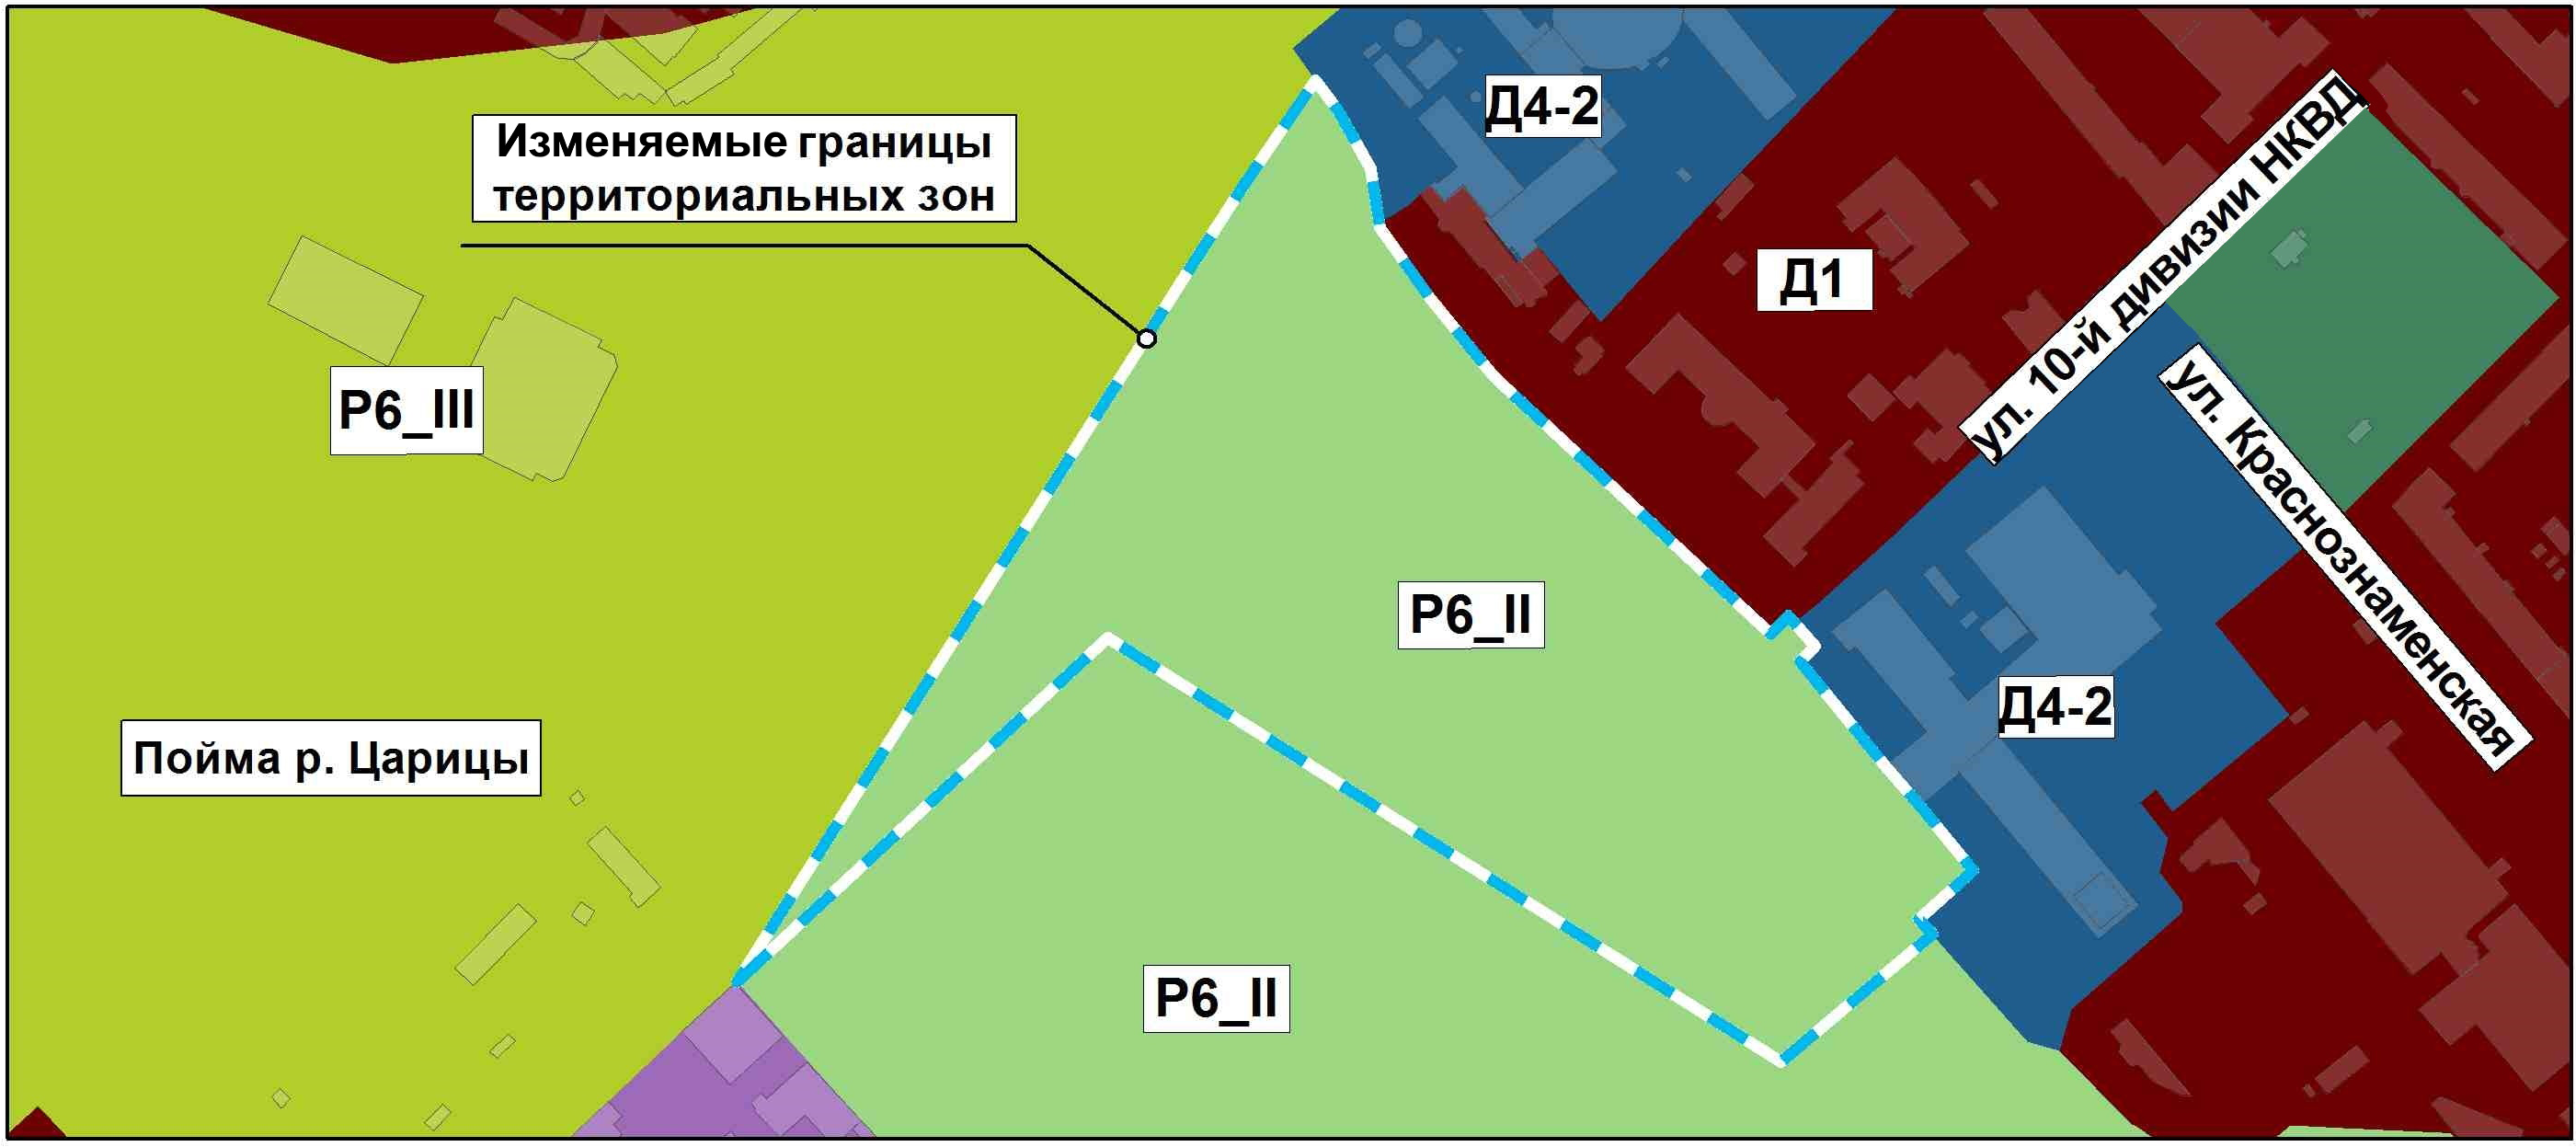 Д4-2
Изменяемые границы
территориальных зон
ул. 10-й дивизии НКВД
Д1
Р6_III
ул. Краснознаменская
Р6_II
Д4-2
Пойма р. Царицы
Р6_II